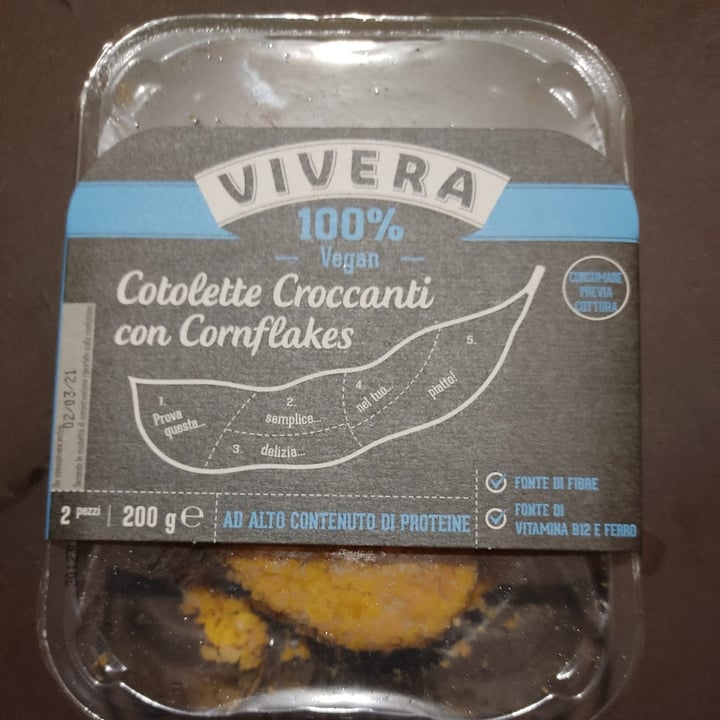 VIVERA
100%
Vegan
Cotolette Croccanti
con Cornflakes
CONSUMARE
PREVIA
COTTURA
1.
Prova
questa...
2.
semplice...
3. delizia...
4.
nel tuo...
5.
piatto!
02/03/21
FONTE DI FIBRE
FONTE DI
VITAMINA B12 E FERRO
2 pezzi | 200 g ℮
AD ALTO CONTENUTO DI PROTEINE